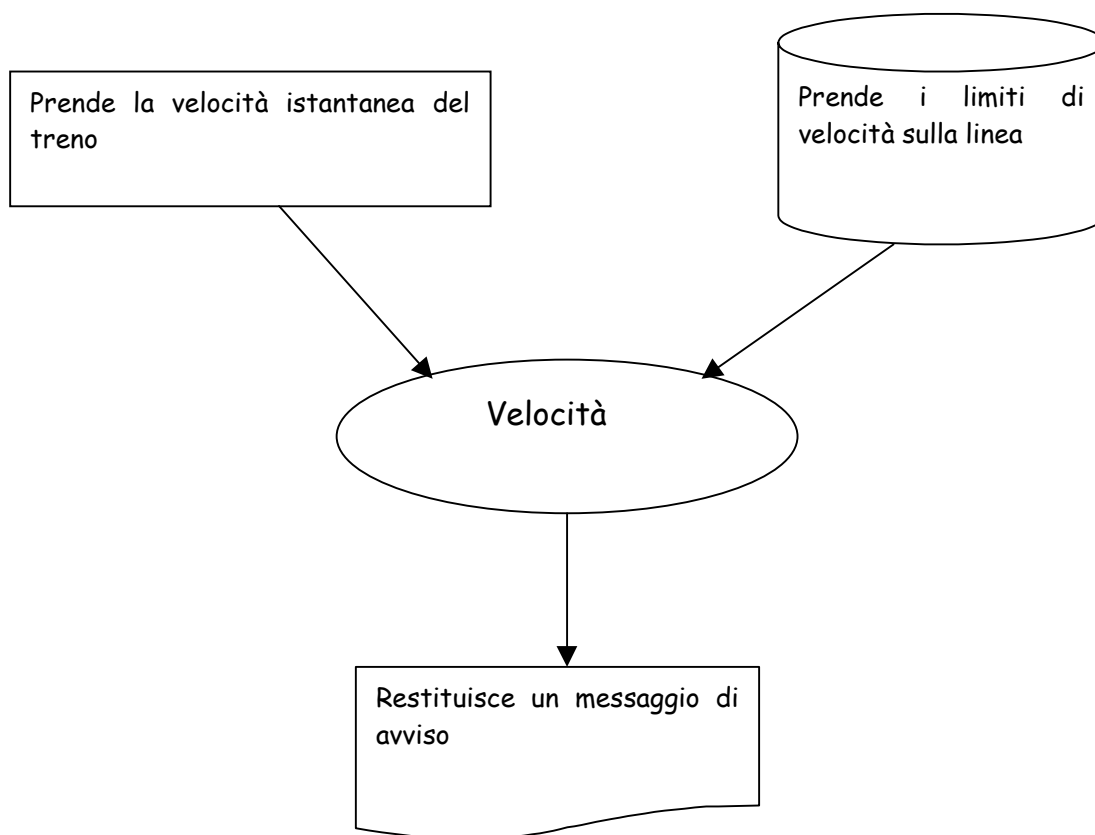 Prende la velocità istantanea del
treno
Prende i limiti di
velocità sulla linea
Velocità
Restituisce un messaggio di
avviso